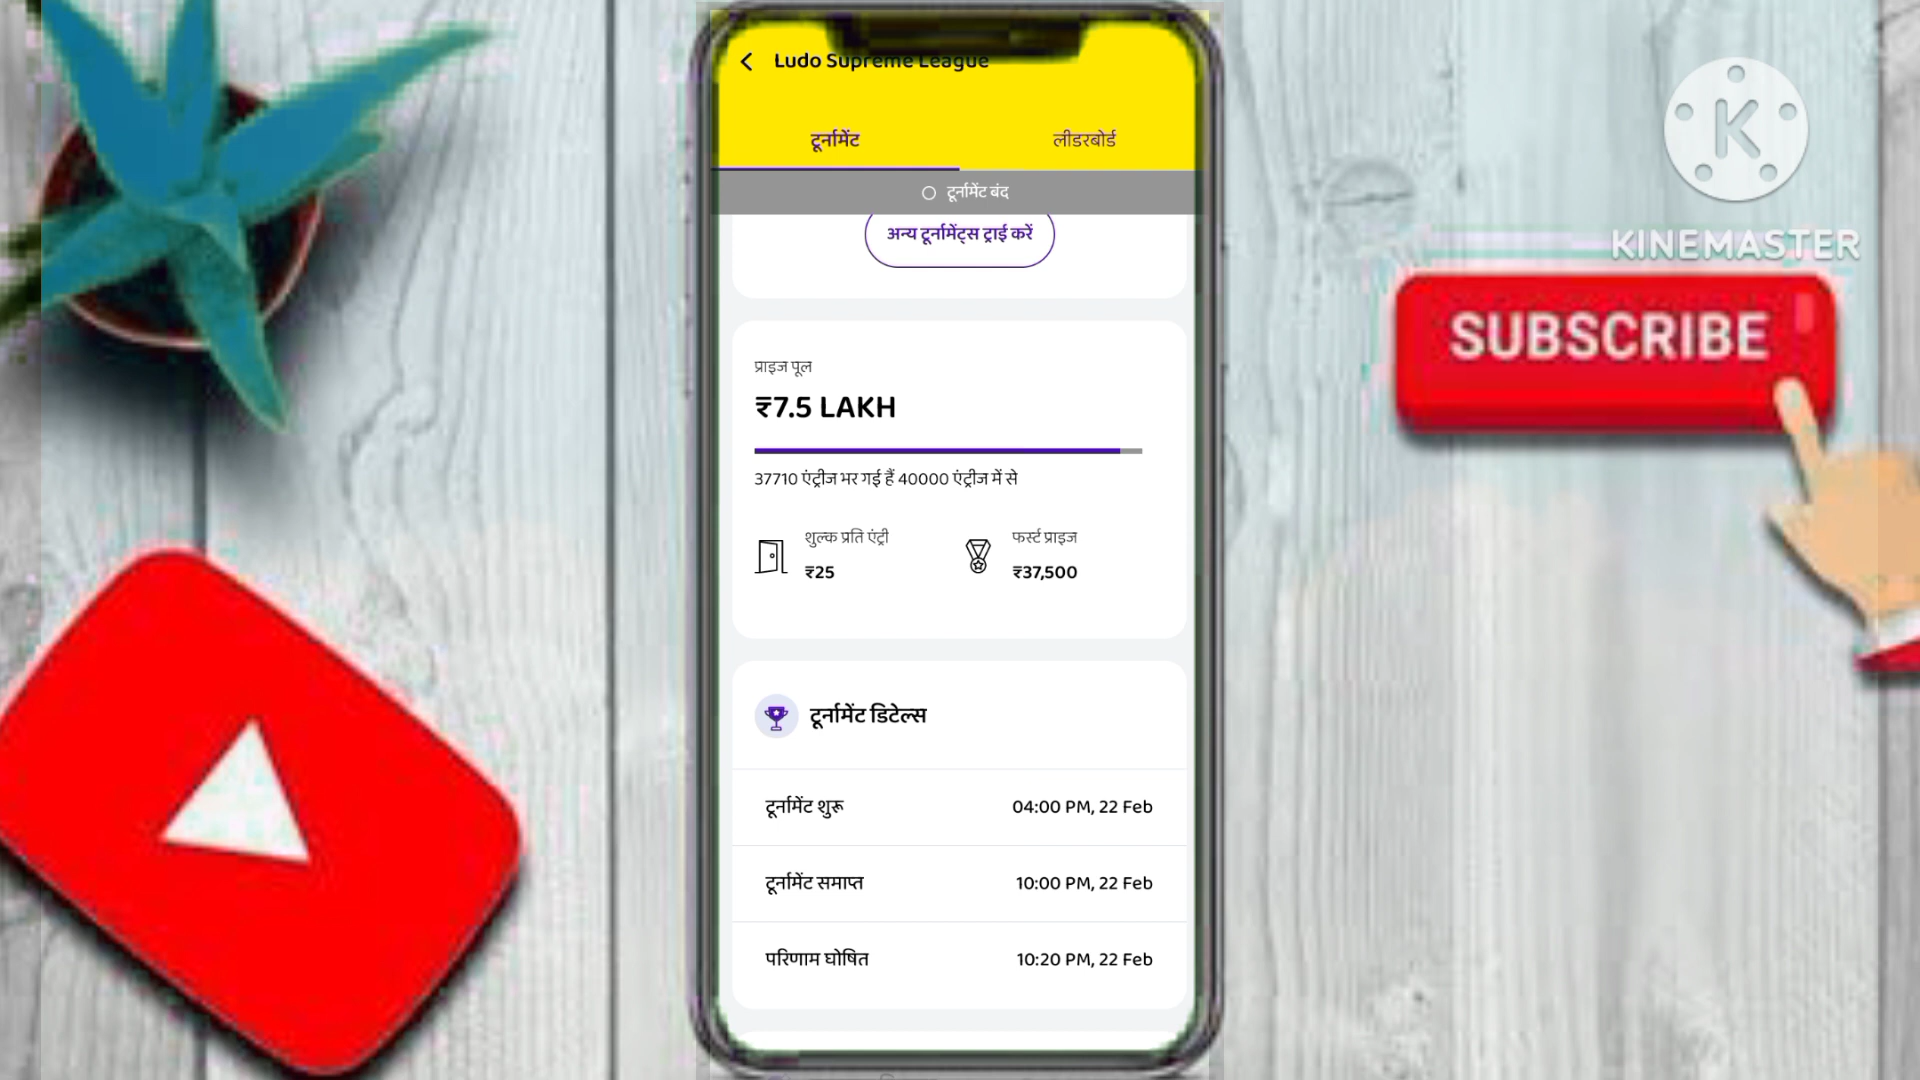 Ludo Supreme League
टूर्नामेंट
लीडरबोर्ड
टूर्नामेंट बंद
अन्य टूर्नामेंट्स ट्राई करें
प्राइज पूल
₹7.5 LAKH
37710 एंट्रीज भर गई हैं 40000 एंट्रीज में से
शुल्क प्रति एंट्री
₹25
फर्स्ट प्राइज
₹37,500
टूर्नामेंट डिटेल्स
टूर्नामेंट शुरू 04:00 PM, 22 Feb
टूर्नामेंट समाप्त 10:00 PM, 22 Feb
परिणाम घोषित 10:20 PM, 22 Feb
K
KINEMASTER
SUBSCRIBE